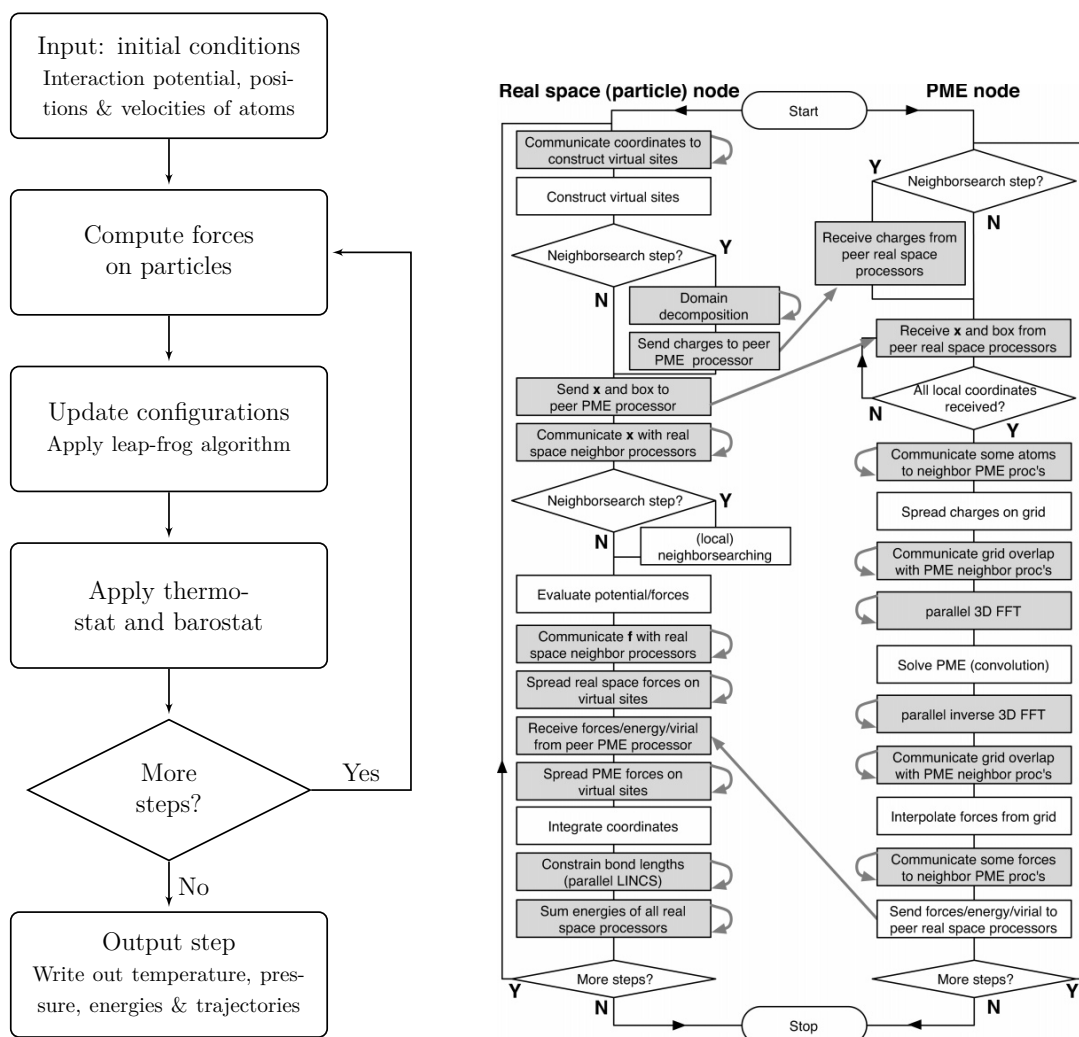 Input: initial conditions
Interaction potential, posi-
tions & velocities of atoms
Compute forces
on particles
Update configurations
Apply leap-frog algorithm
Apply thermo-
stat and barostat
More
steps?
Yes
No
Output step
Write out temperature, pres-
sure, energies & trajectories
Real space (particle) node
Start
PME node
Communicate coordinates to
construct virtual sites
Construct virtual sites
Neighborsearch step?
Y
N
Domain
decomposition
Send charges to peer
PME processor
Send x and box to
peer PME processor
Communicate x with real
space neighbor processors
Neighborsearch step?
Y
N
(local)
neighborsearching
Evaluate potential/forces
Communicate f with real
space neighbor processors
Spread real space forces on
virtual sites
Receive forces/energy/virial
from peer PME processor
Spread PME forces on
virtual sites
Integrate coordinates
Constrain bond lengths
(parallel LINCS)
Sum energies of all real
space processors
More steps?
Y
N
Neighborsearch step?
Y
N
Receive charges from
peer real space
processors
Receive x and box from
peer real space processors
All local coordinates
received?
N
Y
Communicate some atoms
to neighbor PME proc's
Spread charges on grid
Communicate grid overlap
with PME neighbor proc's
parallel 3D FFT
Solve PME (convolution)
parallel inverse 3D FFT
Communicate grid overlap
with PME neighbor proc's
Interpolate forces from grid
Communicate some forces
to neighbor PME proc's
Send forces/energy/virial to
peer real space processors
More steps?
Y
N
Stop